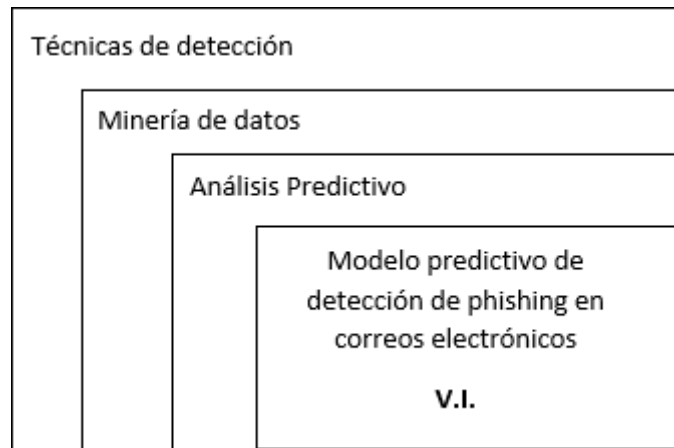 Técnicas de detección
Minería de datos
Análisis Predictivo
Modelo predictivo de
detección de phishing en
correos electrónicos
V.I.